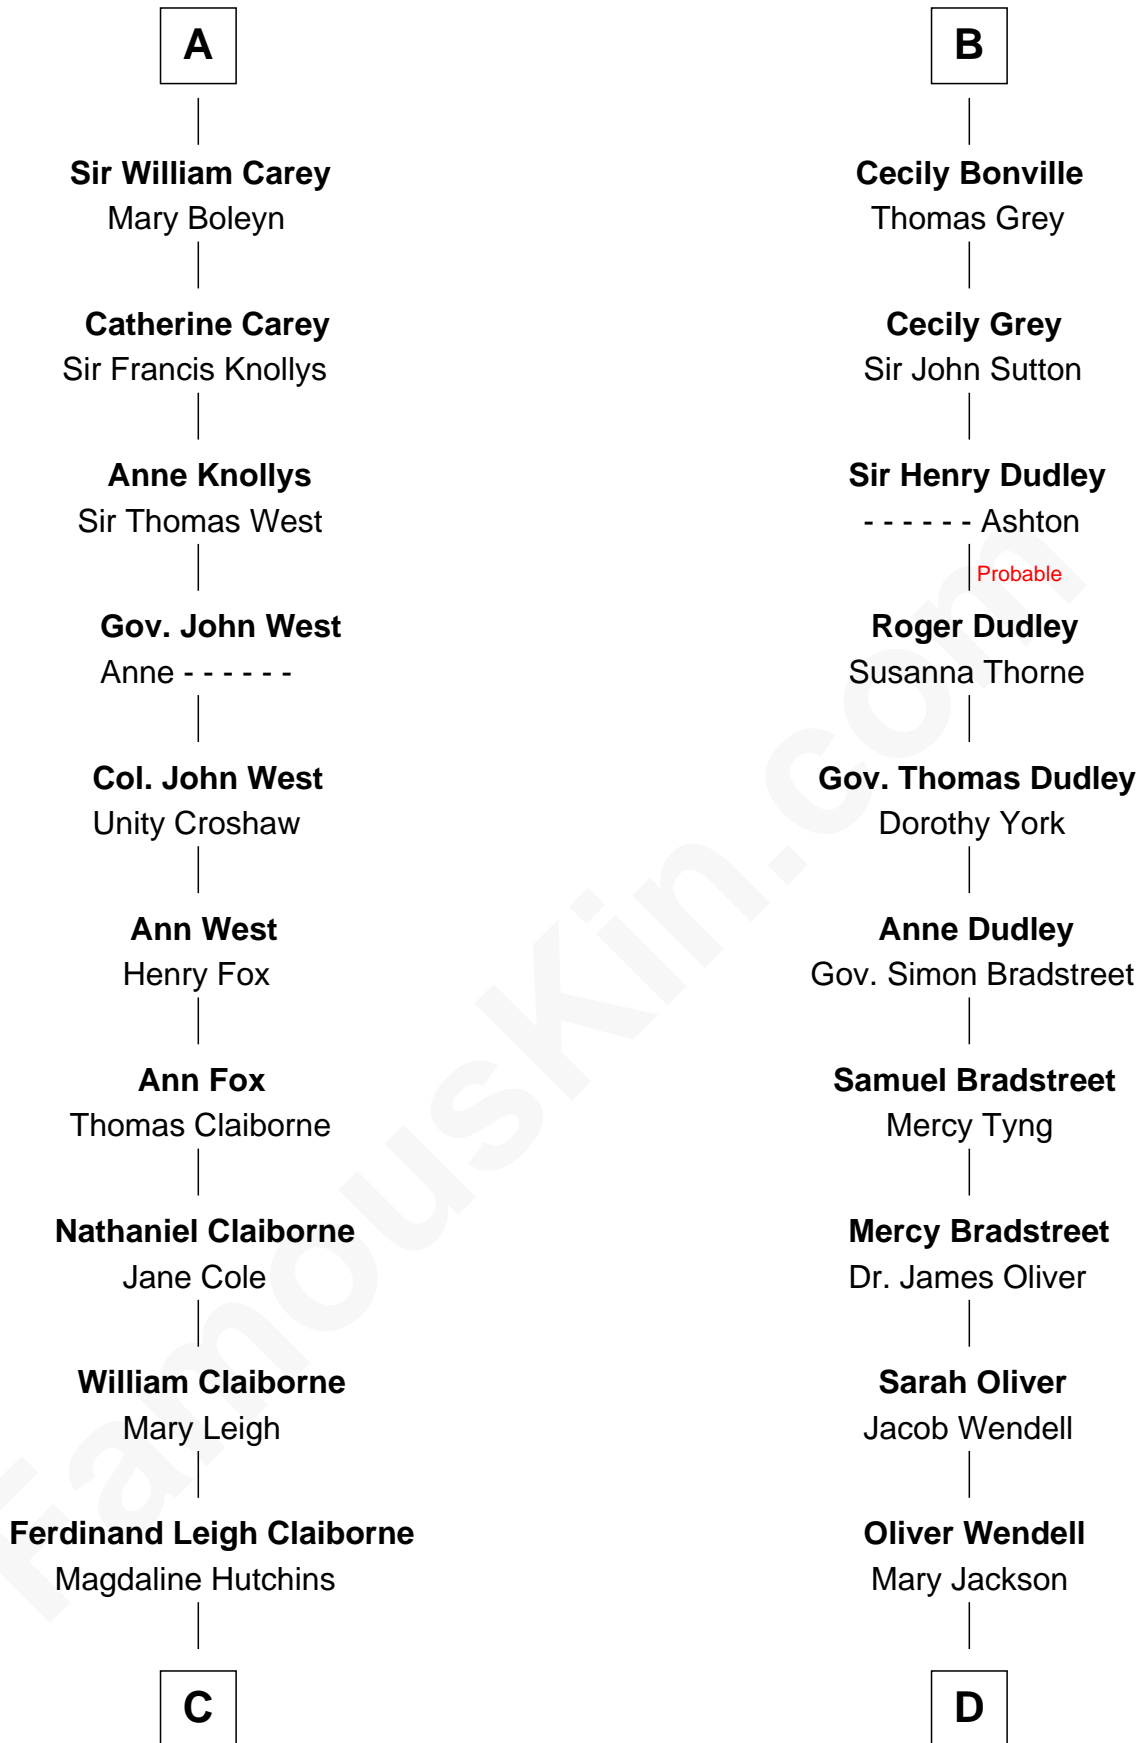 A
Sir William Carey
Mary Boleyn
Catherine Carey
Sir Francis Knollys
Anne Knollys
Sir Thomas West
Gov. John West
Anne - - - - - -
Col. John West
Unity Croshaw
Ann West
Henry Fox
Ann Fox
Thomas Claiborne
Nathaniel Claiborne
Jane Cole
William Claiborne
Mary Leigh
Ferdinand Leigh Claiborne
Magdaline Hutchins
C
B
Cecily Bonville
Thomas Grey
Cecily Grey
Sir John Sutton
Sir Henry Dudley
- - - - - - Ashton
Probable
Roger Dudley
Susanna Thorne
Gov. Thomas Dudley
Dorothy York
Anne Dudley
Gov. Simon Bradstreet
Samuel Bradstreet
Mercy Tyng
Mercy Bradstreet
Dr. James Oliver
Sarah Oliver
Jacob Wendell
Oliver Wendell
Mary Jackson
D
FamousKin.com